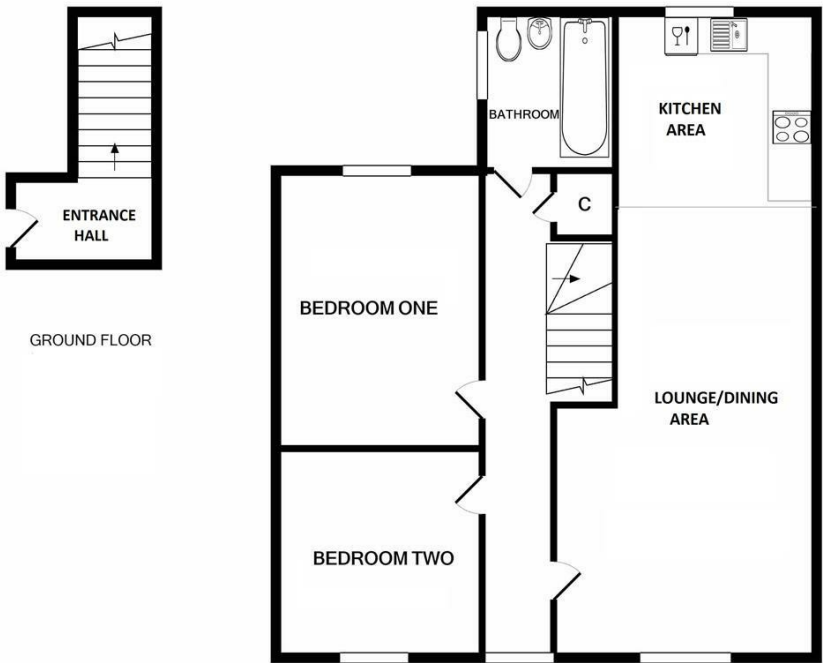 ENTRANCE
HALL
GROUND FLOOR
BATHROOM
KITCHEN
AREA
C
BEDROOM ONE
LOUNGE/DINING
AREA
BEDROOM TWO